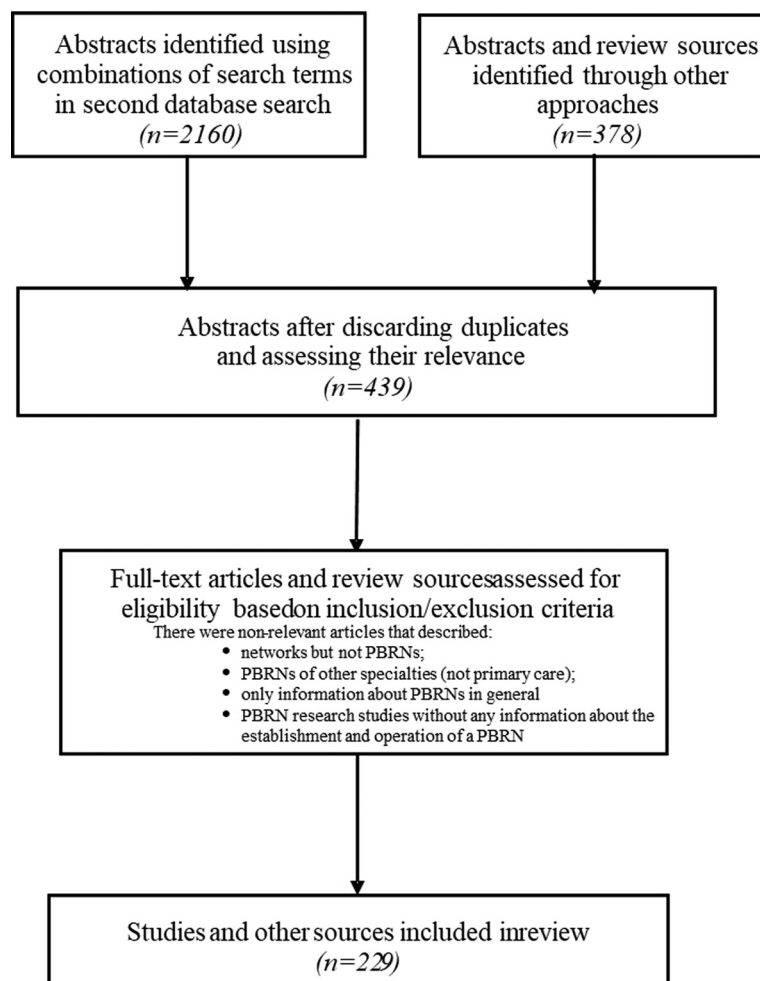 Abstracts identified using
combinations of search terms
in second database search
(n=2160)
Abstracts and review sources
identified through other
approaches
(n=378)
Abstracts after discarding duplicates
and assessing their relevance
(n=439)
Full-text articles and review sourcesassessed for
eligibility basedon inclusion/exclusion criteria
There were non-relevant articles that described:
• networks but not PBRNs;
• PBRNs of other specialties (not primary care);
• only information about PBRNs in general
• PBRN research studies without any information about the
establishment and operation of a PBRN
Studies and other sources included inreview
(n=229)